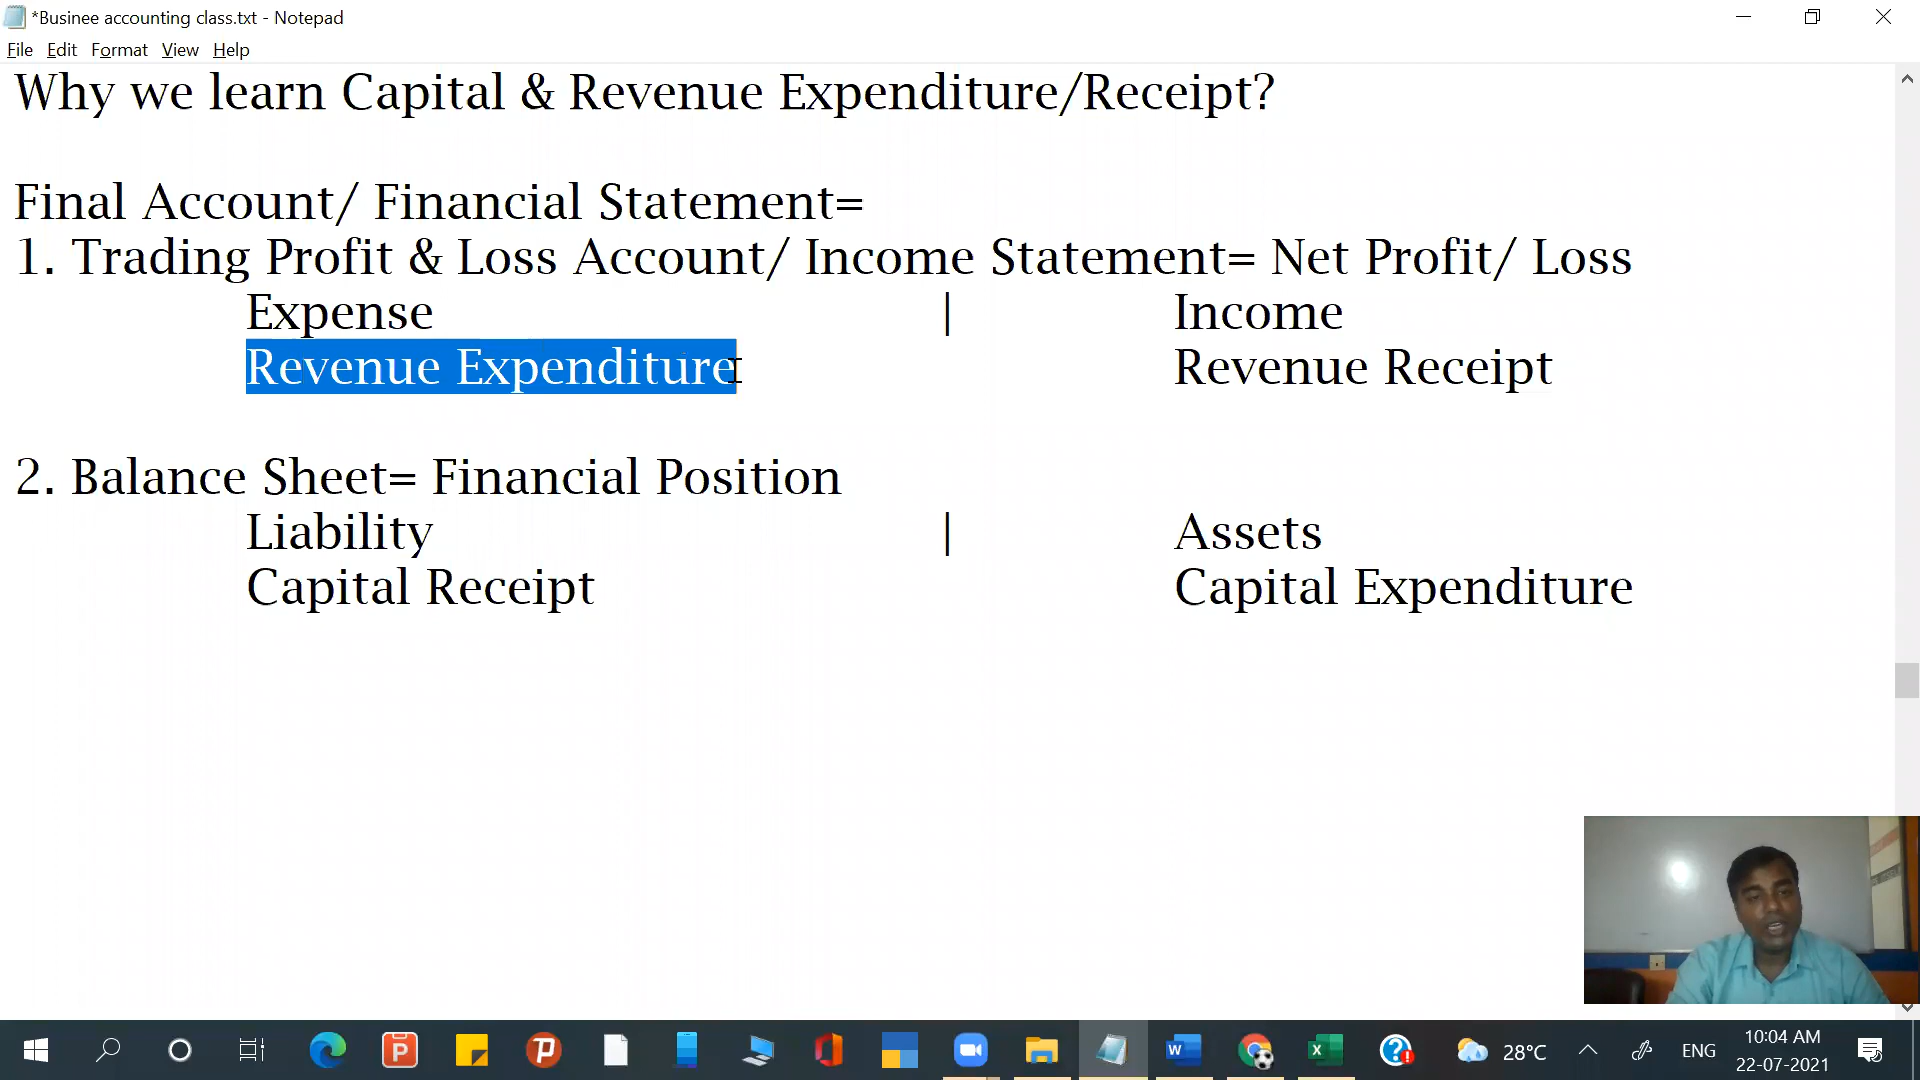 *Businee accounting class.txt - Notepad
File Edit Format View Help
Why we learn Capital & Revenue Expenditure/Receipt?
Final Account/ Financial Statement=
1. Trading Profit & Loss Account/ Income Statement= Net Profit/ Loss
Expense | Income
Revenue Expenditure Revenue Receipt
2. Balance Sheet= Financial Position
Liability | Assets
Capital Receipt Capital Expenditure
28°C ENG 10:04 AM
22-07-2021